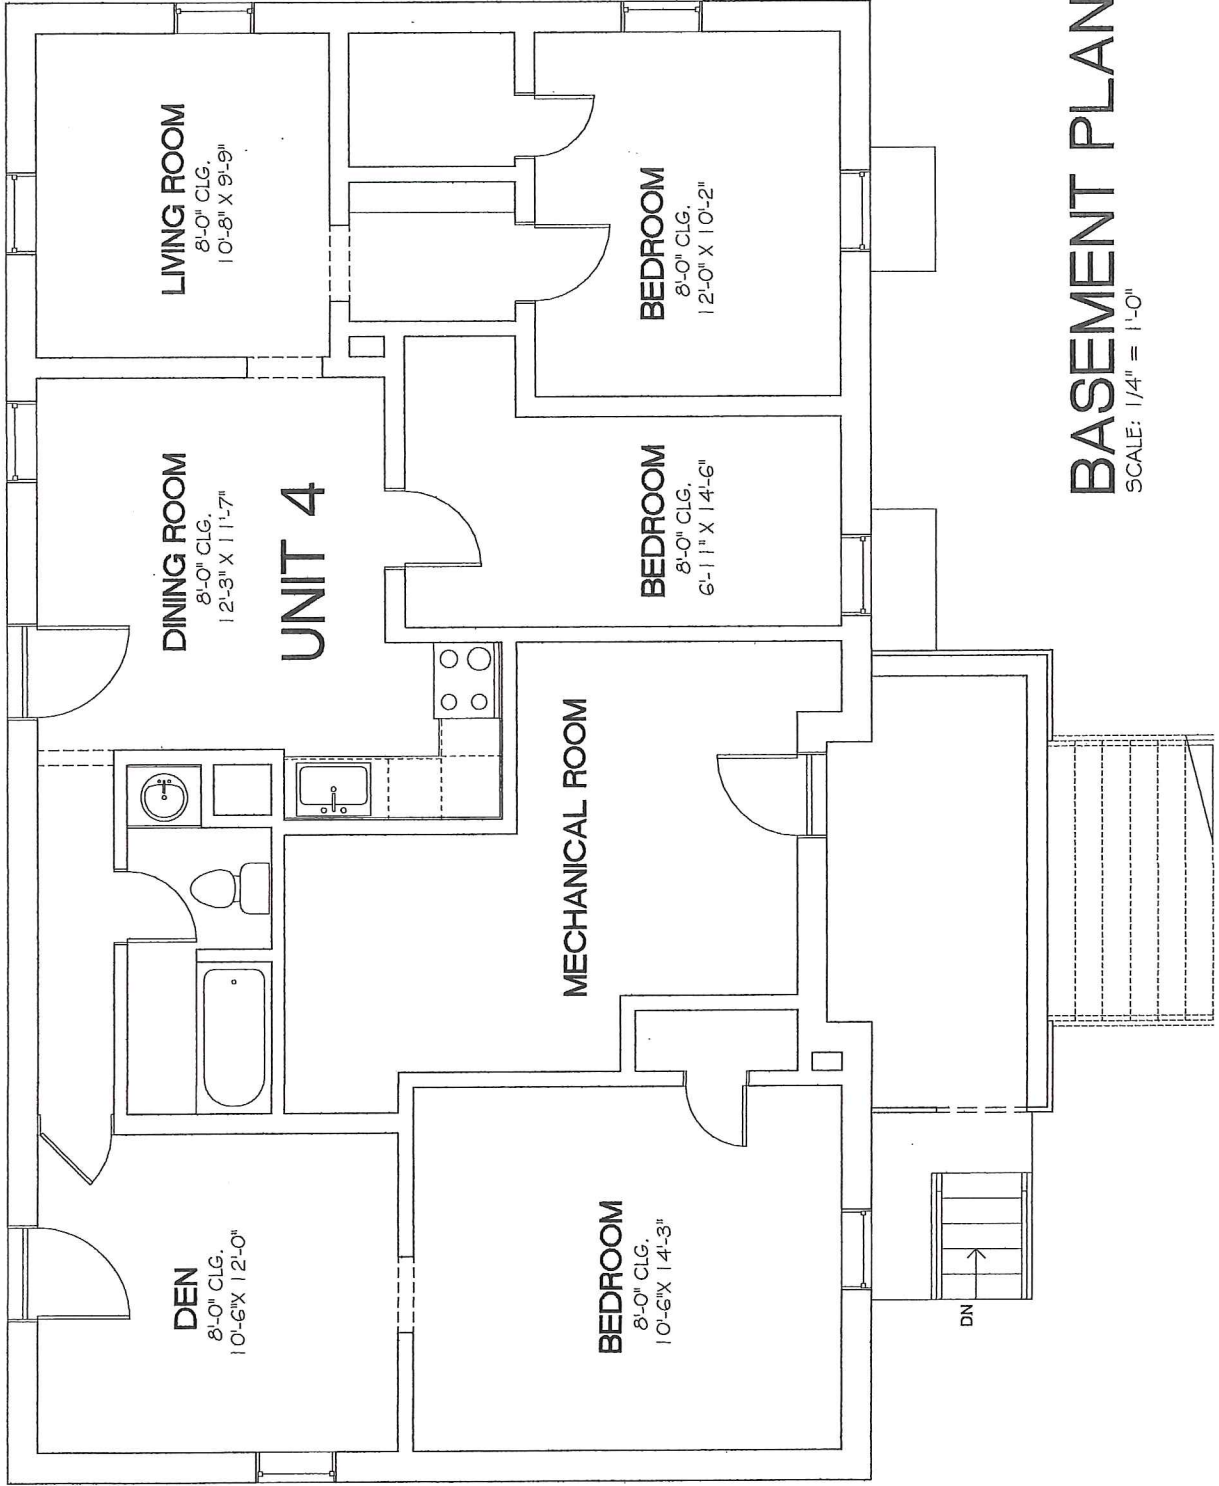 LIVING ROOM
8'-0" CLG.
10'-8" X 9'-9"
BEDROOM
8'-0" CLG.
12'-0" X 10'-2"
DINING ROOM
8'-0" CLG.
12'-3" X 11'-7"
UNIT 4
BEDROOM
8'-0" CLG.
6'-11" X 14'-6"
MECHANICAL ROOM
DEN
8'-0" CLG.
10'-6"X 12'-0"
BEDROOM
8'-0" CLG.
10'-6"X 14'-3"
DN
BASEMENT PLAN
SCALE: 1/4" = 1'-0"